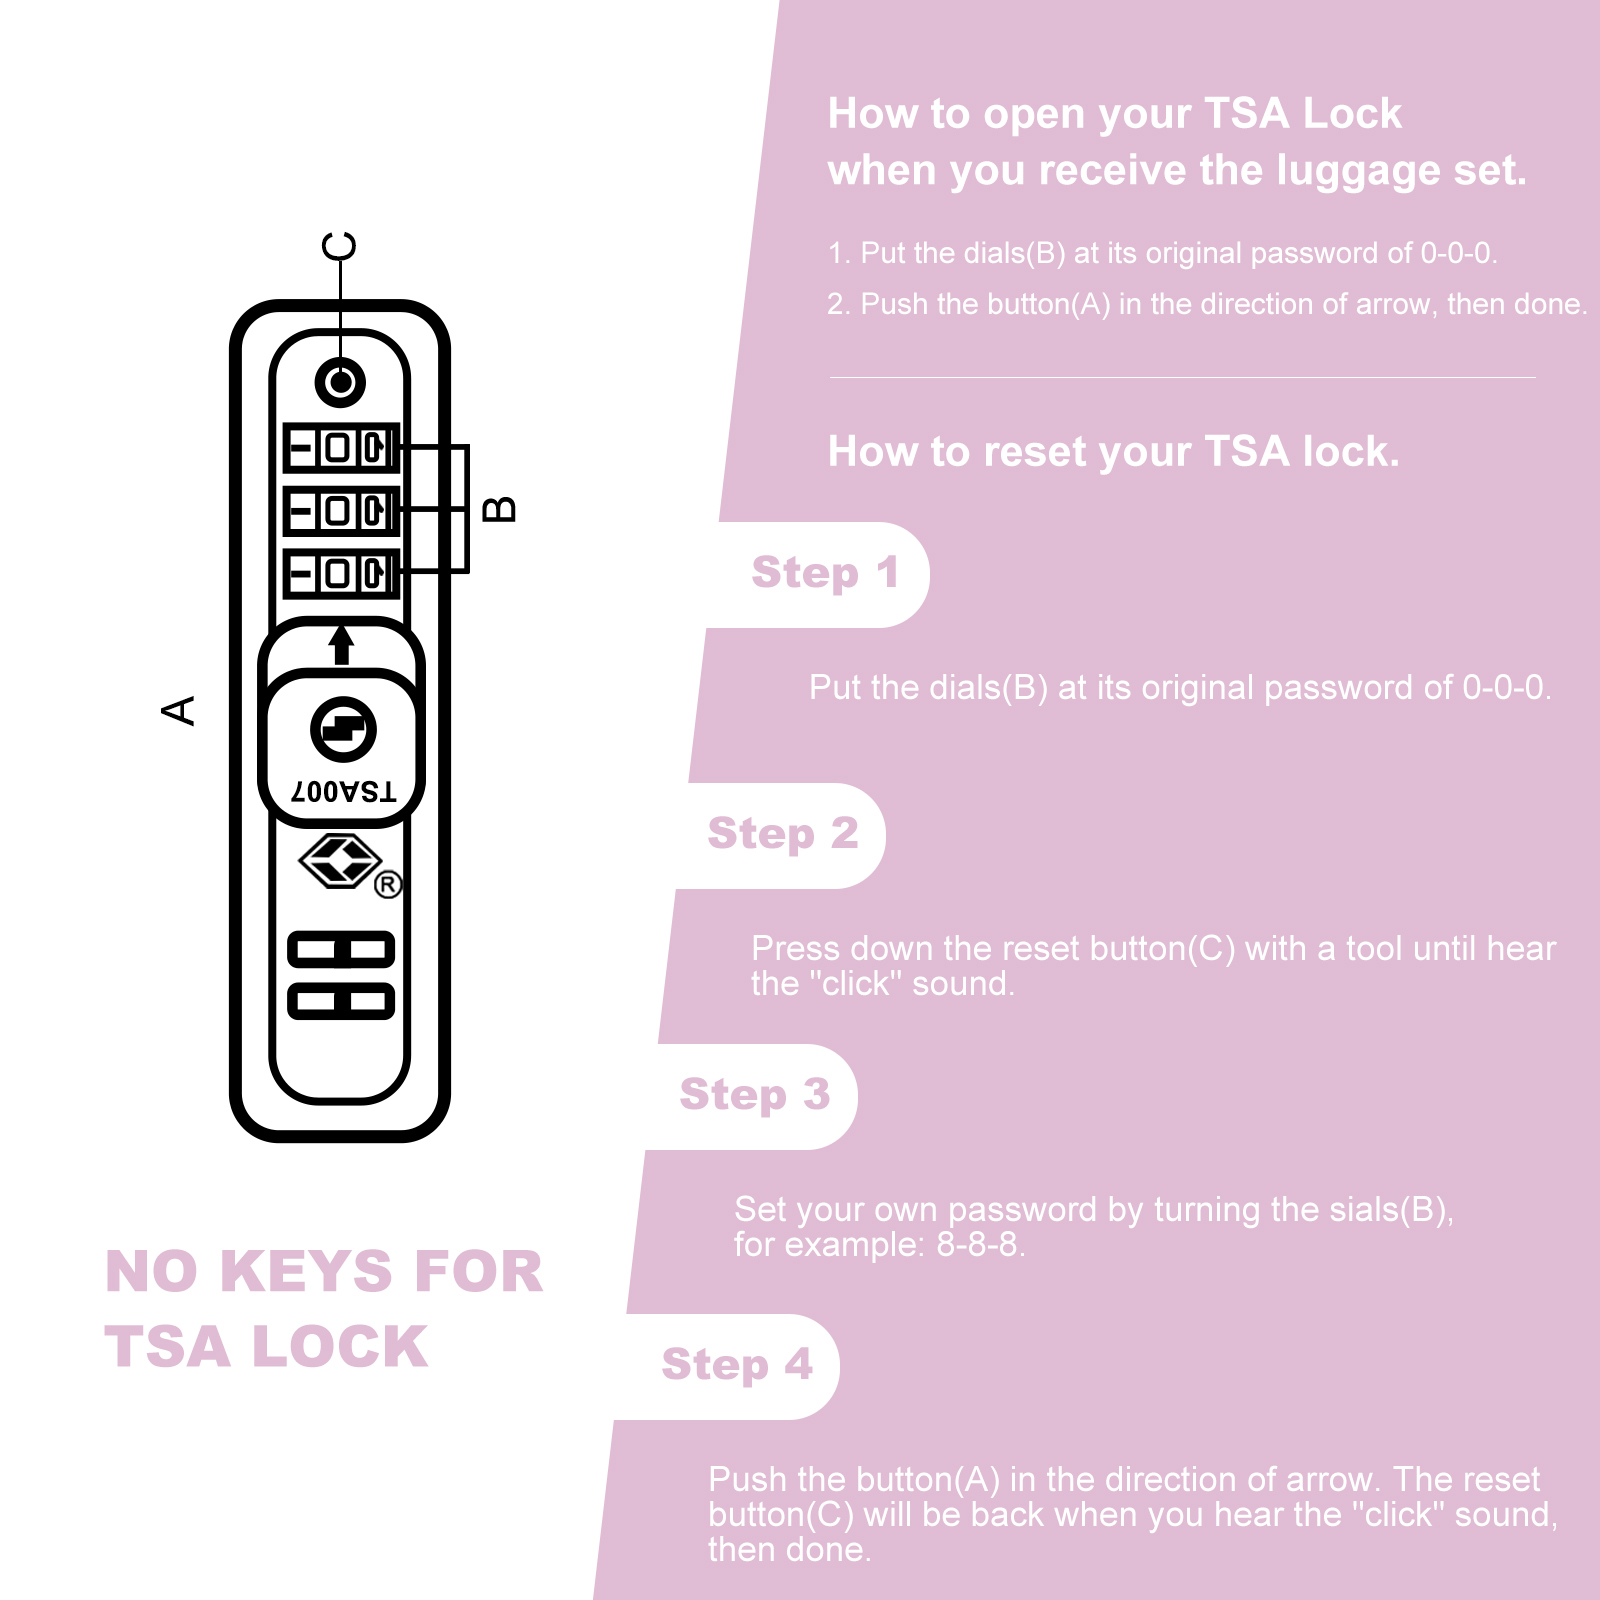 C
B
A
TSA007
®
NO KEYS FOR
TSA LOCK
How to open your TSA Lock
when you receive the luggage set.
1. Put the dials(B) at its original password of 0-0-0.
2. Push the button(A) in the direction of arrow, then done.
How to reset your TSA lock.
Step 1
Put the dials(B) at its original password of 0-0-0.
Step 2
Press down the reset button(C) with a tool until hear
the "click" sound.
Step 3
Set your own password by turning the sials(B),
for example: 8-8-8.
Step 4
Push the button(A) in the direction of arrow. The reset
button(C) will be back when you hear the "click" sound,
then done.